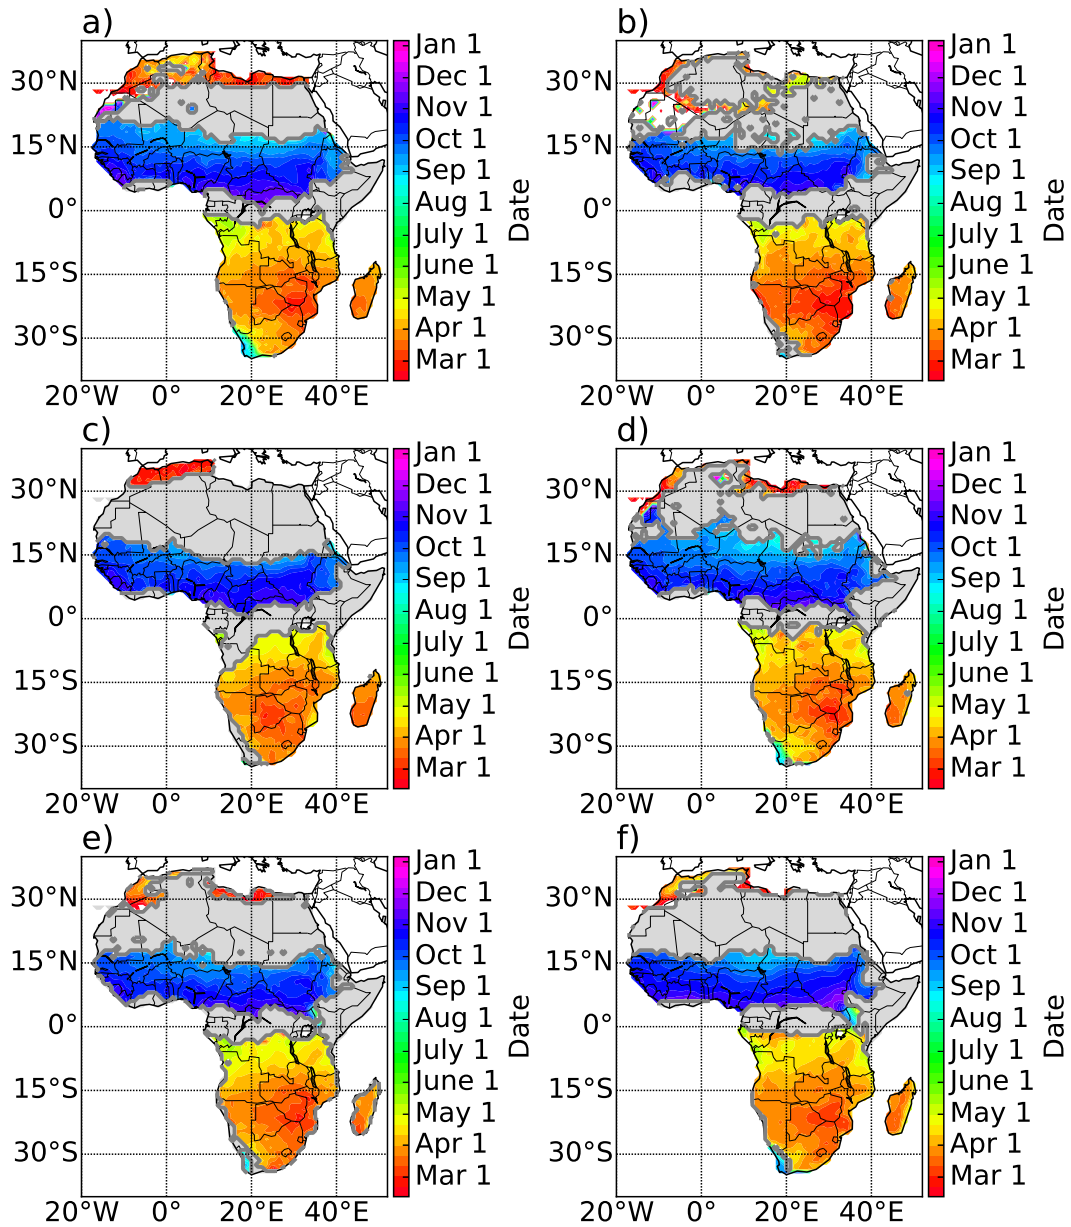 a)
30°N
15°N
0°
15°S
30°S
20°W 0° 20°E 40°E
Jan 1
Dec 1
Nov 1
Oct 1
Sep 1
Aug 1
July 1
June 1
May 1
Apr 1
Mar 1
Date
b)
30°N
15°N
0°
15°S
30°S
20°W 0° 20°E 40°E
Jan 1
Dec 1
Nov 1
Oct 1
Sep 1
Aug 1
July 1
June 1
May 1
Apr 1
Mar 1
Date
c)
30°N
15°N
0°
15°S
30°S
20°W 0° 20°E 40°E
Jan 1
Dec 1
Nov 1
Oct 1
Sep 1
Aug 1
July 1
June 1
May 1
Apr 1
Mar 1
Date
d)
30°N
15°N
0°
15°S
30°S
20°W 0° 20°E 40°E
Jan 1
Dec 1
Nov 1
Oct 1
Sep 1
Aug 1
July 1
June 1
May 1
Apr 1
Mar 1
Date
e)
30°N
15°N
0°
15°S
30°S
20°W 0° 20°E 40°E
Jan 1
Dec 1
Nov 1
Oct 1
Sep 1
Aug 1
July 1
June 1
May 1
Apr 1
Mar 1
Date
f)
30°N
15°N
0°
15°S
30°S
20°W 0° 20°E 40°E
Jan 1
Dec 1
Nov 1
Oct 1
Sep 1
Aug 1
July 1
June 1
May 1
Apr 1
Mar 1
Date